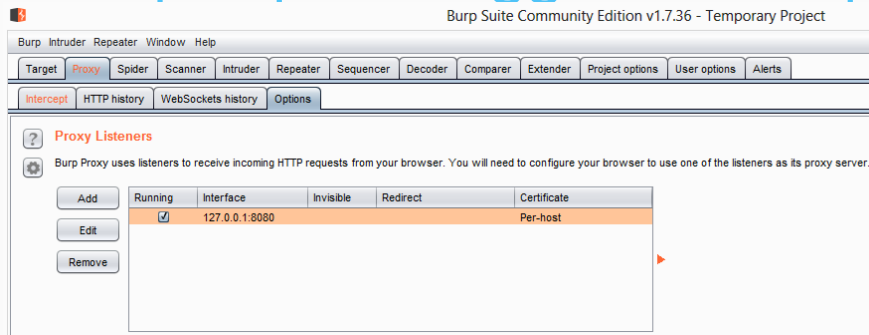 Burp Suite Community Edition v1.7.36 - Temporary Project
Burp Intruder Repeater Window Help
Target Proxy Spider Scanner Intruder Repeater Sequencer Decoder Comparer Extender Project options User options Alerts
Intercept HTTP history WebSockets history Options
? Proxy Listeners
Burp Proxy uses listeners to receive incoming HTTP requests from your browser. You will need to configure your browser to use one of the listeners as its proxy server.
Add Running Interface Invisible Redirect Certificate
127.0.0.1:8080 Per-host
Edit
Remove